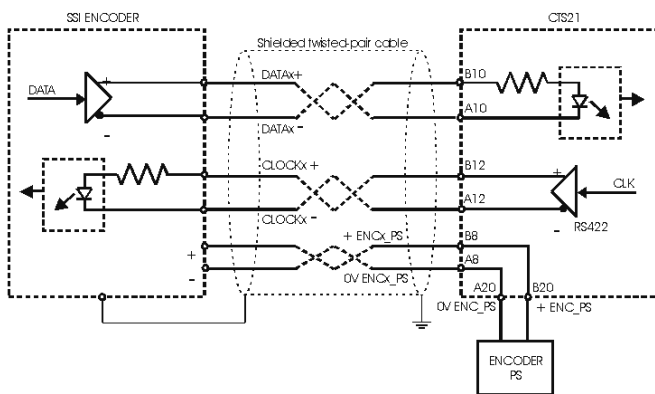 SSI ENCODER
CTS21
Shielded twisted-pair cable
DATA
+
-
DATAx+
DATAx -
B10
A10
CLOCKx +
CLOCKx -
B12
A12
+
-
CLK
RS422
+
-
+ ENCx_PS
0V ENCx_PS
B8
A8
A20
B20
0V ENC_PS
+ ENC_PS
ENCODER
PS